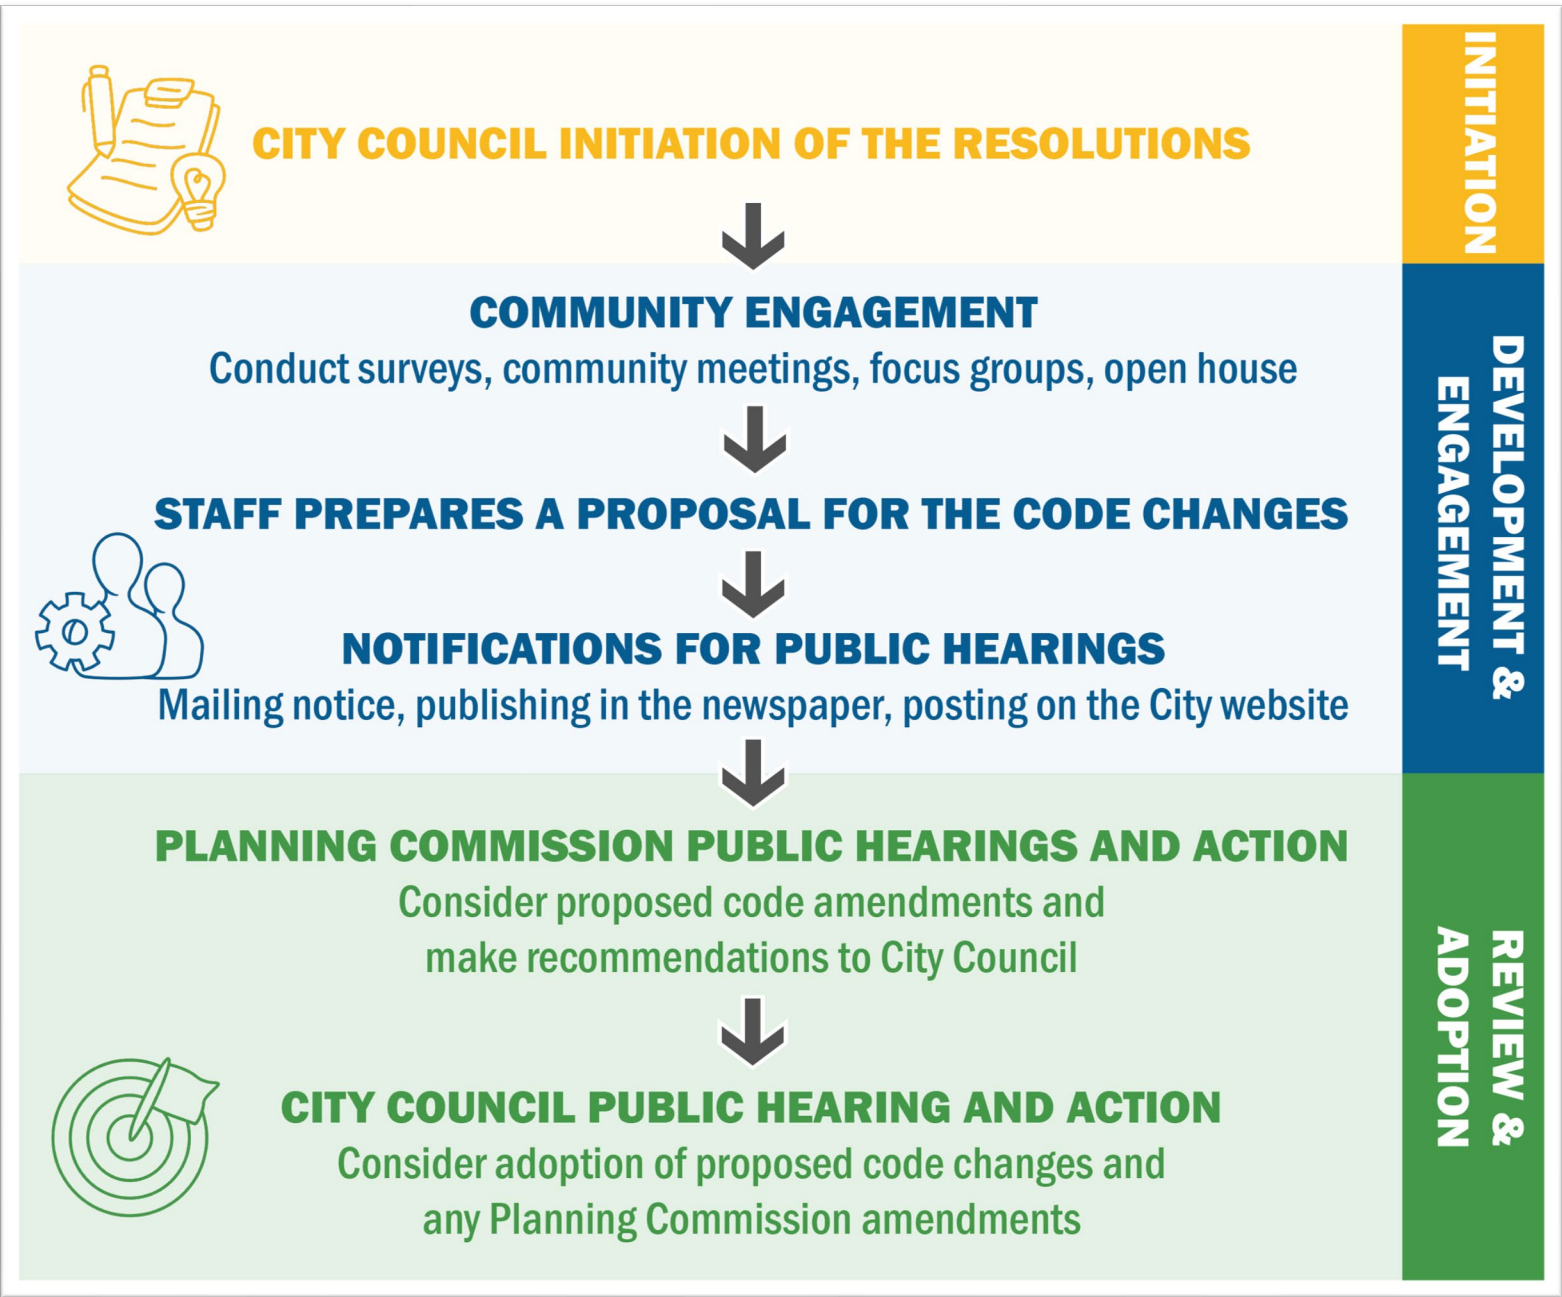 CITY COUNCIL INITIATION OF THE RESOLUTIONS
INITIATION
COMMUNITY ENGAGEMENT
Conduct surveys, community meetings, focus groups, open house
STAFF PREPARES A PROPOSAL FOR THE CODE CHANGES
NOTIFICATIONS FOR PUBLIC HEARINGS
Mailing notice, publishing in the newspaper, posting on the City website
DEVELOPMENT &
ENGAGEMENT
PLANNING COMMISSION PUBLIC HEARINGS AND ACTION
Consider proposed code amendments and
make recommendations to City Council
CITY COUNCIL PUBLIC HEARING AND ACTION
Consider adoption of proposed code changes and
any Planning Commission amendments
REVIEW &
ADOPTION